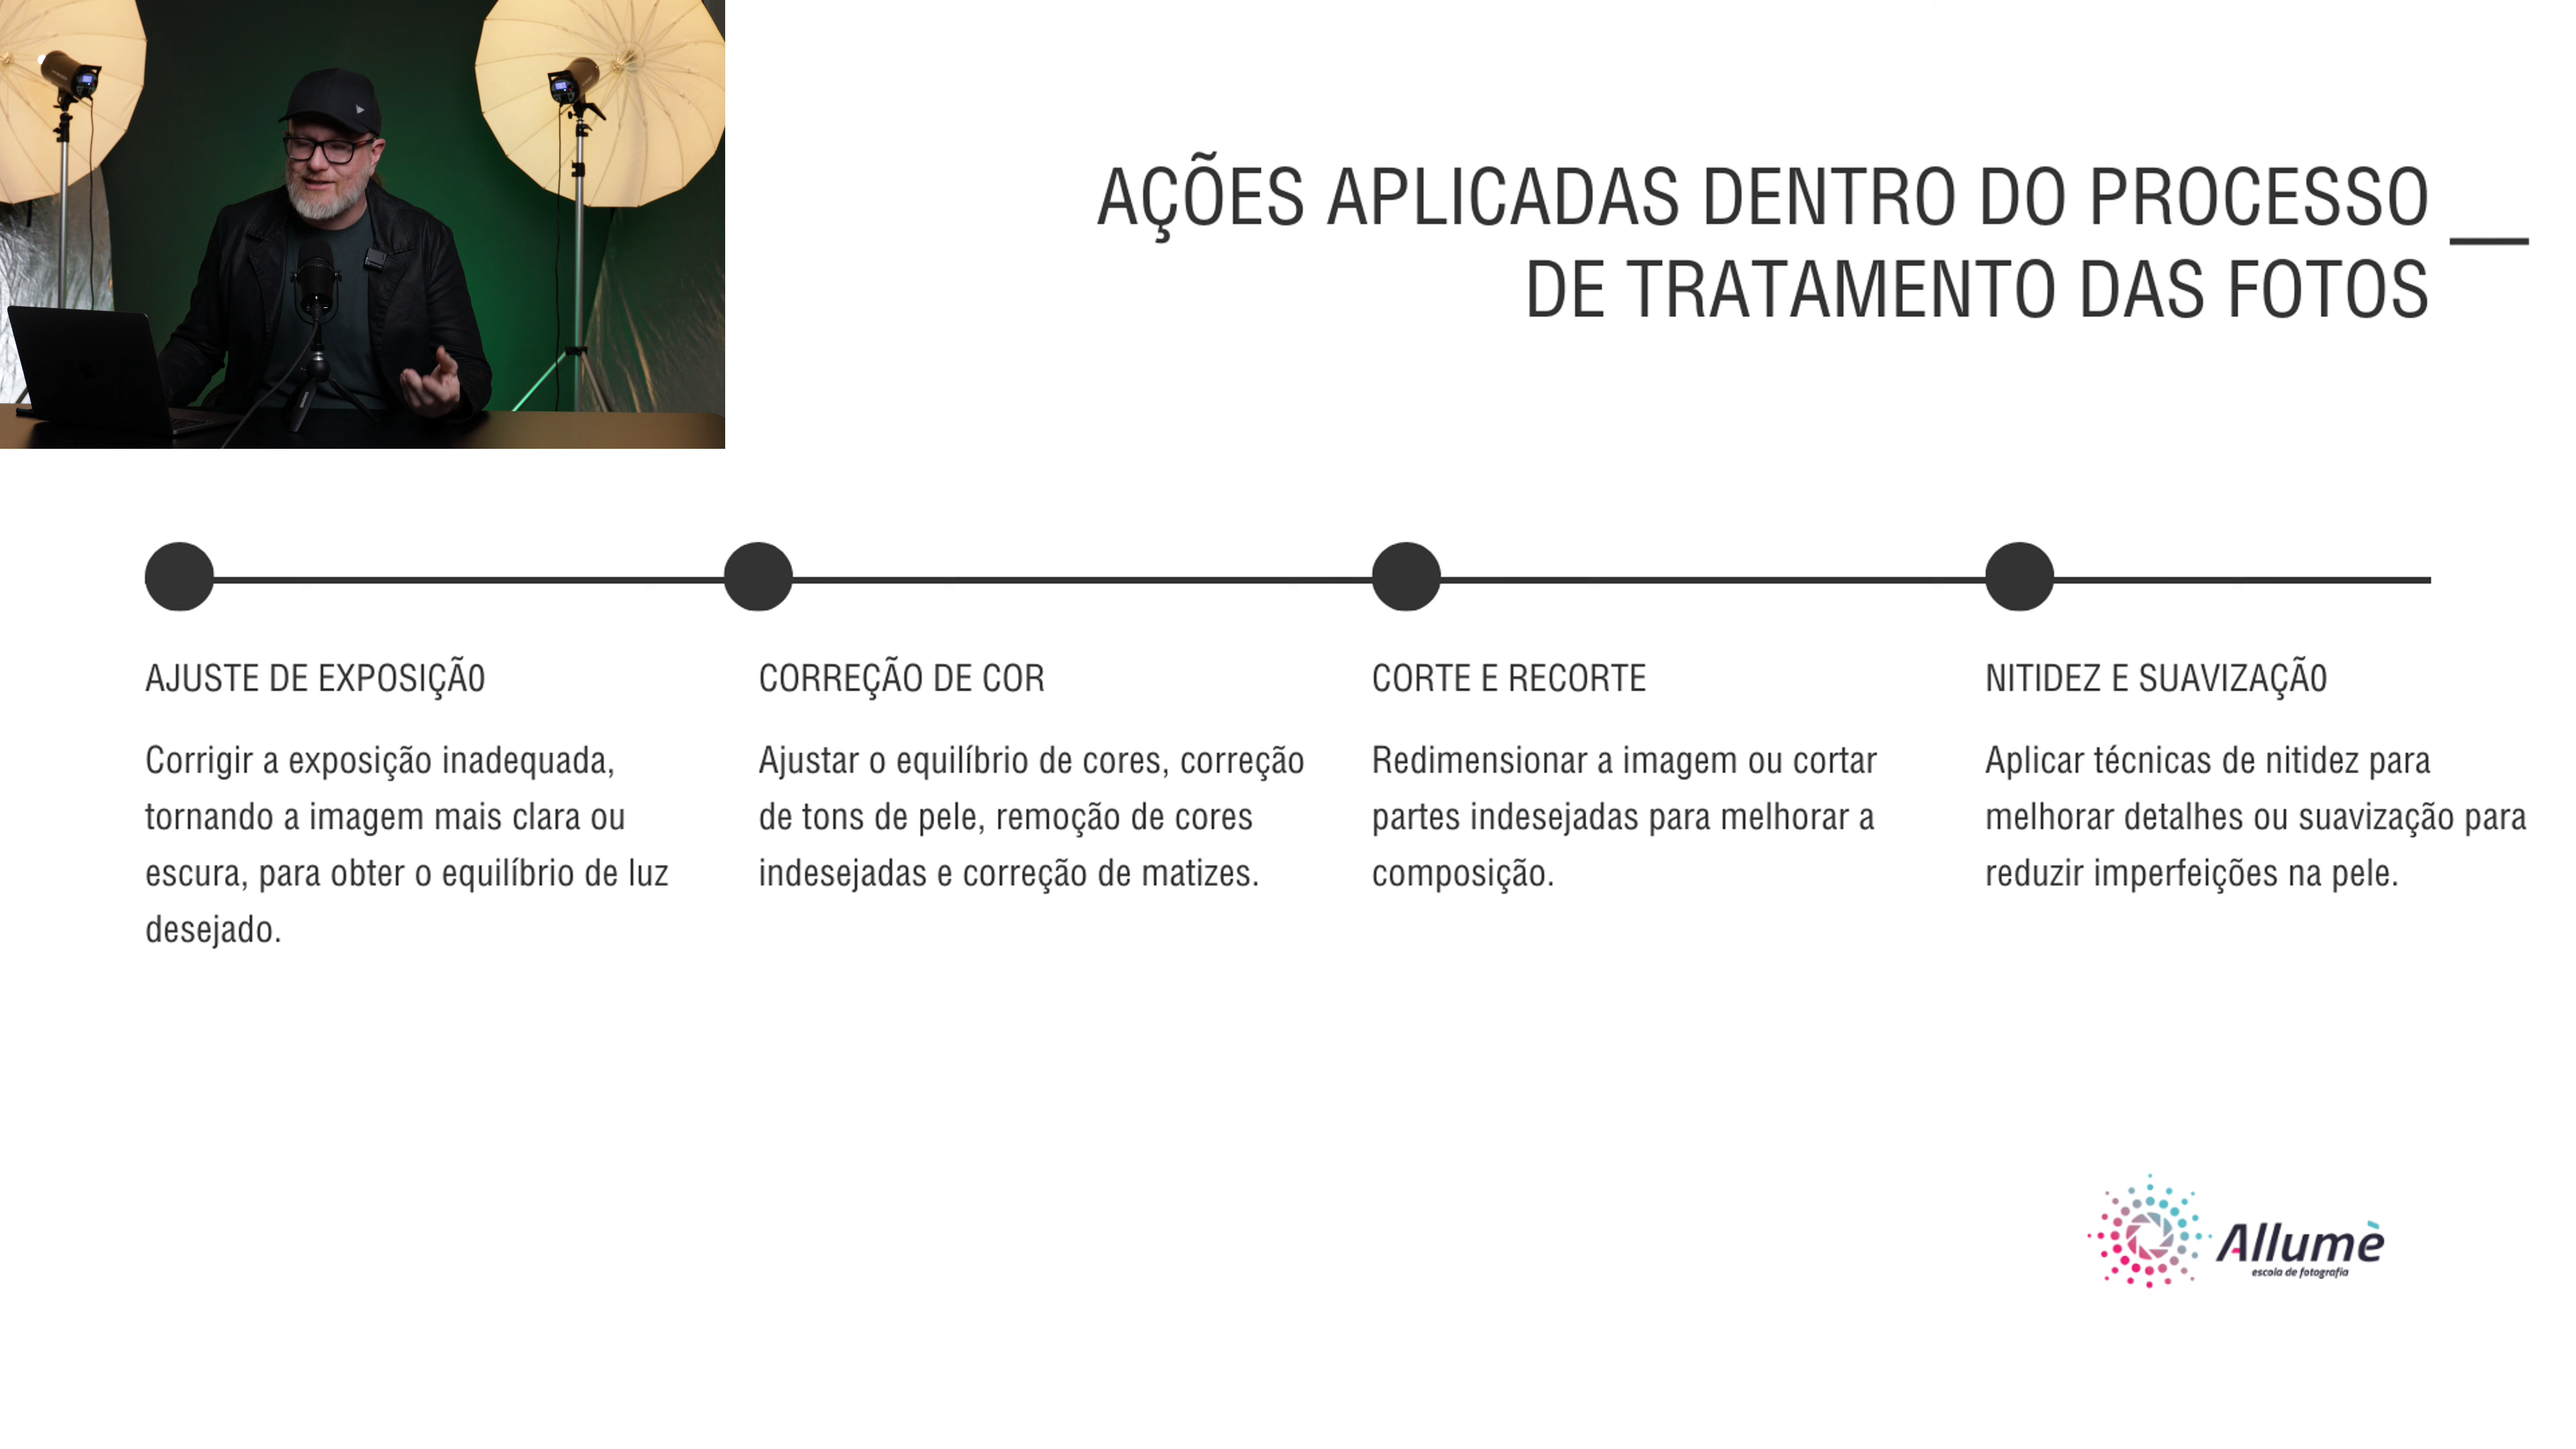 AÇÕES APLICADAS DENTRO DO PROCESSO
DE TRATAMENTO DAS FOTOS
AJUSTE DE EXPOSIÇÃO
Corrigir a exposição inadequada,
tornando a imagem mais clara ou
escura, para obter o equilíbrio de luz
desejado.
CORREÇÃO DE COR
Ajustar o equilíbrio de cores, correção
de tons de pele, remoção de cores
indesejadas e correção de matizes.
CORTE E RECORTE
Redimensionar a imagem ou cortar
partes indesejadas para melhorar a
composição.
NITIDEZ E SUAVIZAÇÃO
Aplicar técnicas de nitidez para
melhorar detalhes ou suavização para
reduzir imperfeições na pele.
Allumè
escola de fotografia